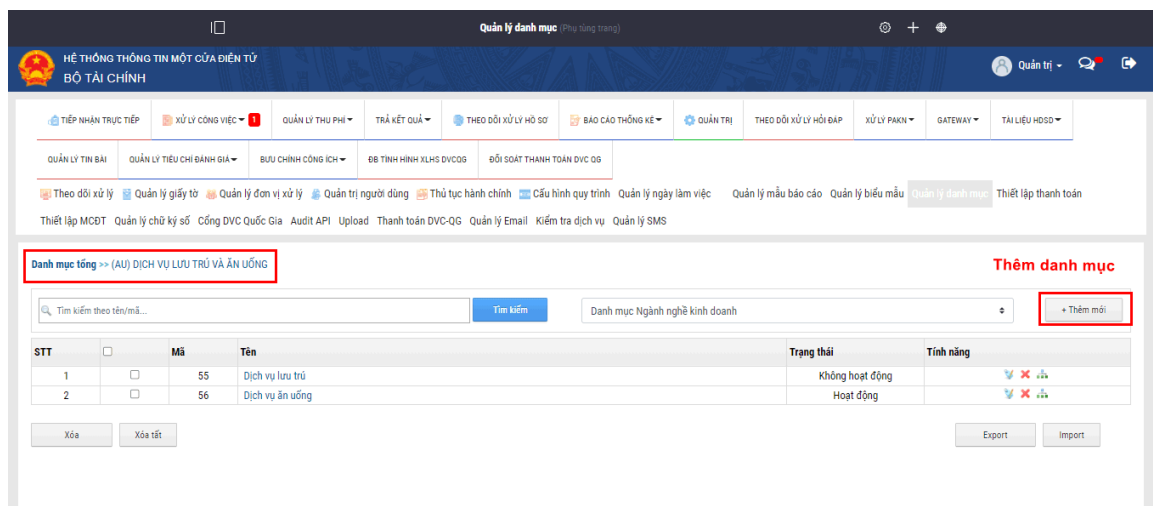 Quản lý danh mục (Phụ tùng trang)
HỆ THỐNG THÔNG TIN MỘT CỬA ĐIỆN TỬ
BỘ TÀI CHÍNH
Quản trị
TIẾP NHẬN TRỰC TIẾP XỬ LÝ CÔNG VIỆC 1 QUẢN LÝ THU PHÍ TRẢ KẾT QUẢ THEO DÕI XỬ LÝ HỒ SƠ BÁO CÁO THỐNG KÊ QUẢN TRỊ THEO DÕI XỬ LÝ HỎI ĐÁP XỬ LÝ PAKN GATEWAY TÀI LIỆU HDSD
QUẢN LÝ TIN BÀI QUẢN LÝ TIÊU CHÍ ĐÁNH GIÁ BƯU CHÍNH CÔNG ÍCH ĐB TÌNH HÌNH XLHS DVCQG ĐỐI SOÁT THANH TOÁN DVC QG
Theo dõi xử lý Quản lý giấy tờ Quản lý đơn vị xử lý Quản trị người dùng Thủ tục hành chính Cấu hình quy trình Quản lý ngày làm việc Quản lý mẫu báo cáo Quản lý biểu mẫu Quản lý danh mục Thiết lập thanh toán
Thiết lập MCĐT Quản lý chữ ký số Cổng DVC Quốc Gia Audit API Upload Thanh toán DVC-QG Quản lý Email Kiểm tra dịch vụ Quản lý SMS
Danh mục tổng >> (AU) DỊCH VỤ LƯU TRÚ VÀ ĂN UỐNG
Thêm danh mục
Tìm kiếm theo tên/mã... Tìm kiếm Danh mục Ngành nghề kinh doanh + Thêm mới
STT Mã Tên Trạng thái Tính năng
1 55 Dịch vụ lưu trú Không hoạt động
2 56 Dịch vụ ăn uống Hoạt động
Xóa Xóa tất Export Import